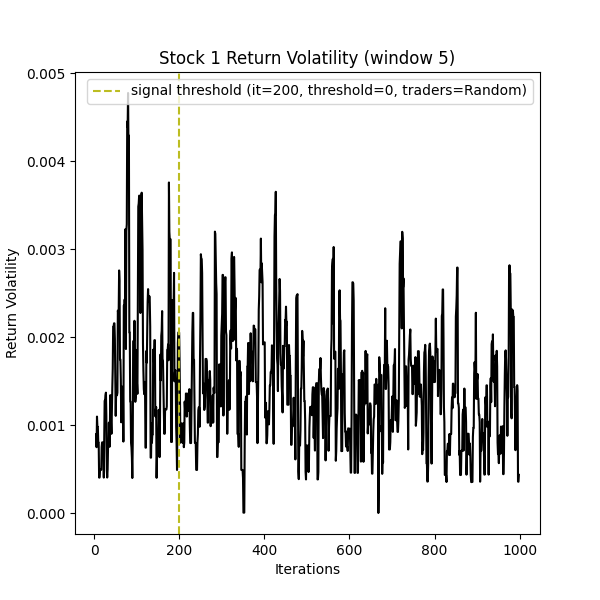 Stock 1 Return Volatility (window 5)
signal threshold (it=200, threshold=0, traders=Random)
Return Volatility
0.005
0.004
0.003
0.002
0.001
0.000
0 200 400 600 800 1000
Iterations